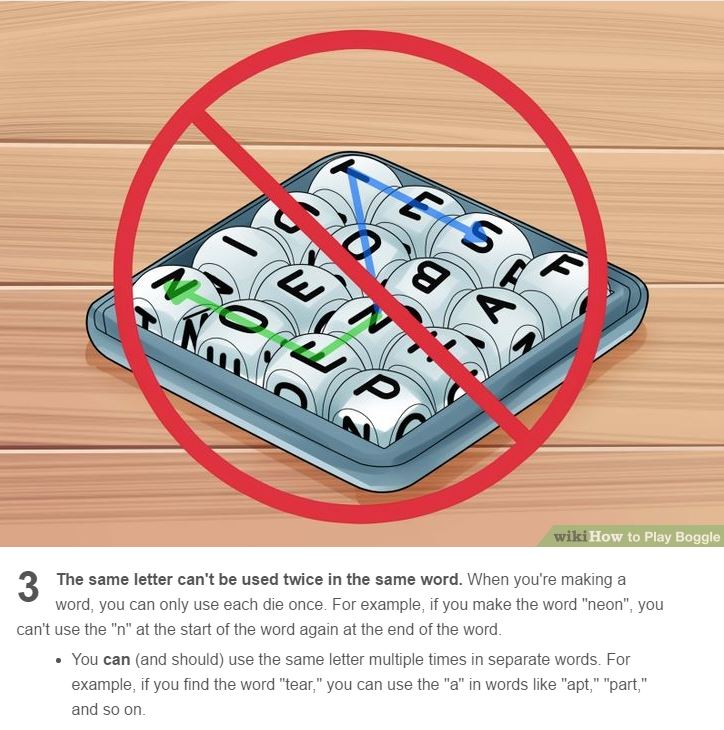 T
E
S
F
C
O
B
A
I
E
N
H
N
O
E
P
wikiHow to Play Boggle
3 The same letter can't be used twice in the same word. When you're making a
word, you can only use each die once. For example, if you make the word "neon", you
can't use the "n" at the start of the word again at the end of the word.
• You can (and should) use the same letter multiple times in separate words. For
example, if you find the word "tear," you can use the "a" in words like "apt," "part,"
and so on.